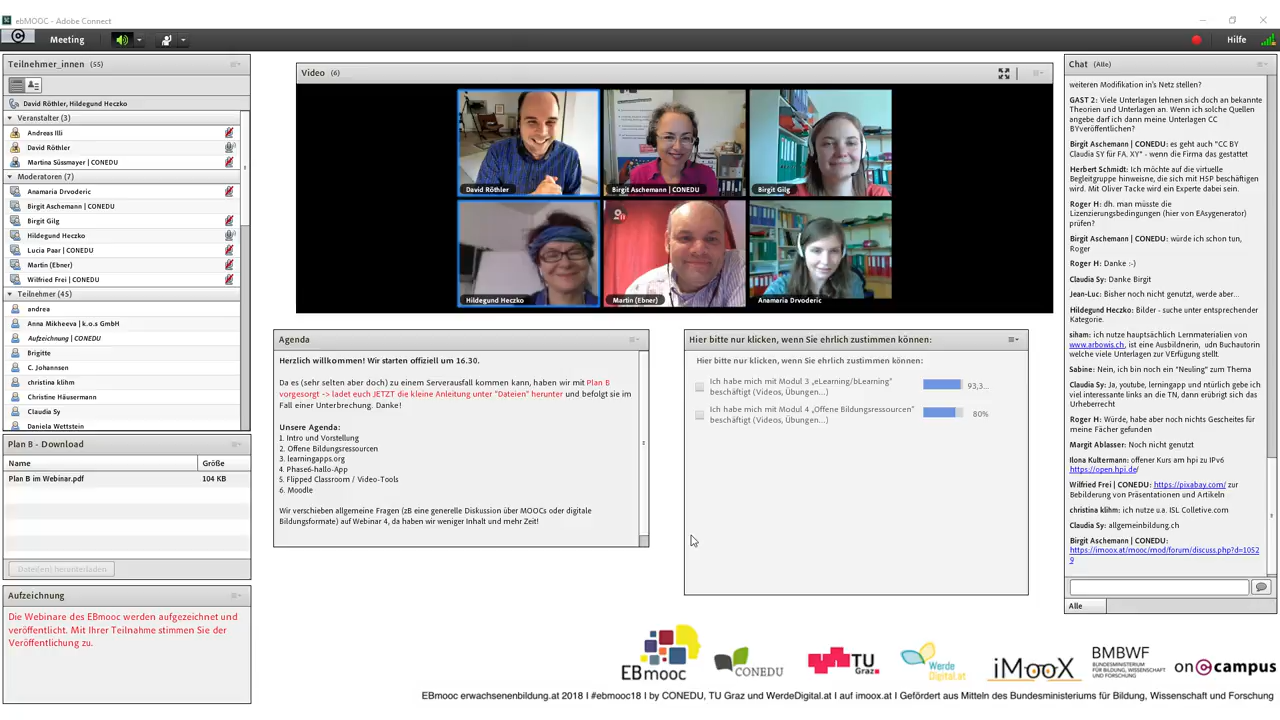 ebMOOC - Adobe Connect
Meeting
Hilfe
Teilnehmer_innen (55)
David Röthler, Hildegund Heczko
Veranstalter (3)
Andreas Illi
David Röthler
Martina Süssmayer | CONEDU
Moderatoren (7)
Anamaria Drvoderic
Birgit Aschemann | CONEDU
Birgit Gilg
Hildegund Heczko
Lucia Paar | CONEDU
Martin (Ebner)
Wilfried Frei | CONEDU
Teilnehmer (45)
andrea
Anna Mikheeva | k.o.s GmbH
Aufzeichnung | CONEDU
Brigitte
C. Johannsen
christina klihm
Christine Häusermann
Claudia Sy
Daniela Wettstein
Plan B - Download
Name Größe
Plan B im Webinar.pdf 104 KB
Datei(en) herunterladen
Aufzeichnung
Die Webinare des EBmooc werden aufgezeichnet und
veröffentlicht. Mit Ihrer Teilnahme stimmen Sie der
Veröffentlichung zu.
Video (6)
David Röthler
Birgit Aschemann | CONEDU
Birgit Gilg
Hildegund Heczko
Martin (Ebner)
Anamaria Drvoderic
Agenda
Herzlich willkommen! Wir starten offiziell um 16.30.
Da es (sehr selten aber doch) zu einem Serverausfall kommen kann, haben wir mit Plan B
vorgesorgt -> ladet euch JETZT die kleine Anleitung unter "Dateien" herunter und befolgt sie im
Fall einer Unterbrechung. Danke!
Unsere Agenda:
1. Intro und Vorstellung
2. Offene Bildungsressourcen
3. learningapps.org
4. Phase6-hallo-App
5. Flipped Classroom / Video-Tools
6. Moodle
Wir verschieben allgemeine Fragen (zB eine generelle Diskussion über MOOCs oder digitale
Bildungsformate) auf Webinar 4, da haben wir weniger Inhalt und mehr Zeit!
Hier bitte nur klicken, wenn Sie ehrlich zustimmen können:
Hier bitte nur klicken, wenn Sie ehrlich zustimmen können:
Ich habe mich mit Modul 3 „eLearning/bLearning"
beschäftigt (Videos, Übungen...)
93,3...
Ich habe mich mit Modul 4 „Offene Bildungsressourcen"
beschäftigt (Videos, Übungen...)
80%
Chat (Alle)
weiteren Modifikation in's Netz stellen?
GAST 2: Viele Unterlagen lehnen sich doch an bekannte
Theorien und Unterlagen an. Wenn ich solche Quellen
angebe darf ich dann meine Unterlagen CC
BYveröffentlichen?
Birgit Aschemann | CONEDU: es geht auch "CC BY
Claudia SY für FA. XY" - wenn die Firma das gestattet
Herbert Schmidt: Ich möchte auf die virtuelle
Begleitgruppe hinweisne, die sich mit H5P beschäftigen
wird. Mit Oliver Tacke wird ein Experte dabei sein.
Roger H: dh. man müsste die
Lizenzierungsbedingungen (hier von EAsygenerator)
prüfen?
Birgit Aschemann | CONEDU: würde ich schon tun,
Roger
Roger H: Danke :-)
Claudia Sy: Danke Birgit
Jean-Luc: Bisher noch nicht genutzt, werde aber...
Hildegund Heczko: Bilder - suche unter entsprechender
Kategorie.
siham: ich nutze hauptsächlich Lernmaterialien von
www.arbowis.ch, ist eine Ausbildnerin, udn Buchautorin
welche viele Unterlagen zur VErfügung stellt.
Sabine: Nein, ich bin noch ein "Neuling" zum Thema
Claudia Sy: Ja, youtube, lerningapp und türlich gebe ich
viel interessante links an die TN, dann erübrigt sich das
Urheberrecht
Roger H: Würde, habe aber noch nichts Gescheites für
meine Fächer gefunden
Margit Ablasser: Noch nicht genutzt
Ilona Kultermann: offener Kurs am hpi zu IPv6
https://open.hpi.de/
Wilfried Frei | CONEDU: https://pixabay.com/ zur
Bebilderung von Präsentationen und Artikeln
christina klihm: ich nutze u.a. ISL Colletive.com
Claudia Sy: allgemeinbildung.ch
Birgit Aschemann | CONEDU:
https://imoox.at/mooc/mod/forum/discuss.php?d=1052
9
Alle
EBmooc
CONEDU
TU Graz
Werde Digital.at
iMooX
BMBWF
BUNDESMINISTERIUM
FÜR BILDUNG, WISSENSCHAFT
UND FORSCHUNG
on campus
EBmooc erwachsenenbildung.at 2018 I #ebmooc18 I by CONEDU, TU Graz und WerdeDigital.at I auf imoox.at I Gefördert aus Mitteln des Bundesministeriums für Bildung, Wissenschaft und Forschung